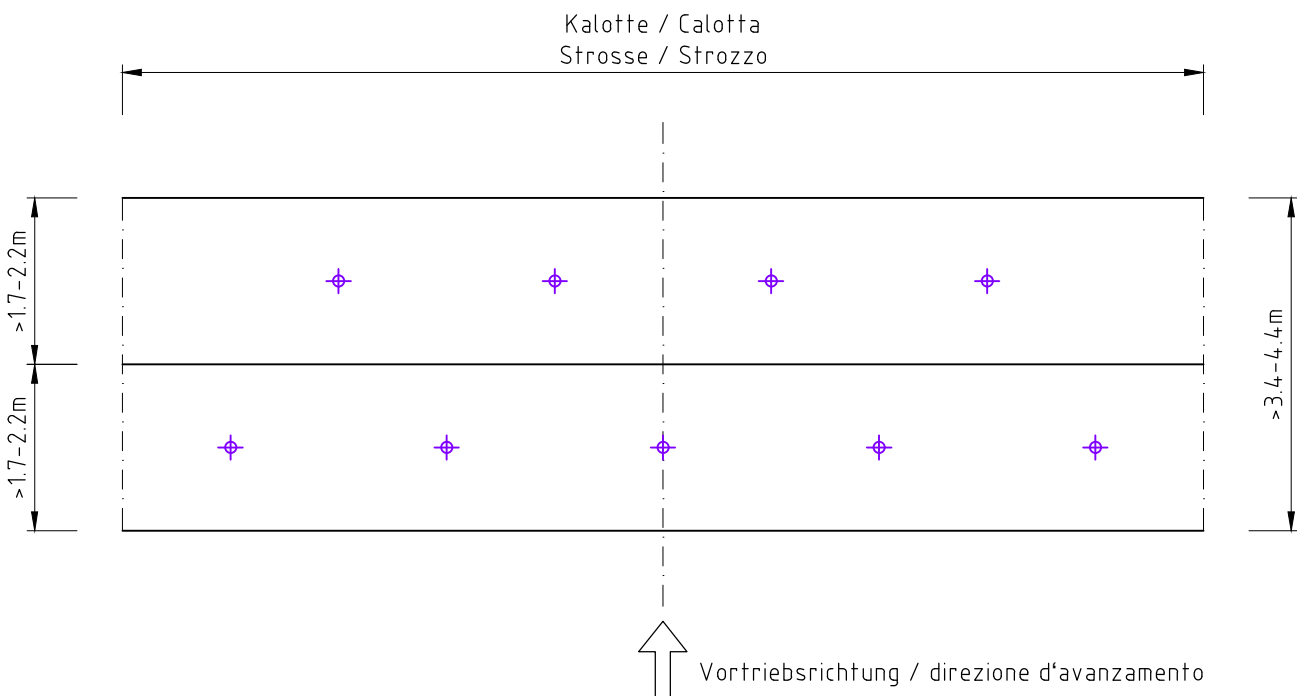 Kalotte / Calotta
Strosse / Strozzo
>1.7-2.2m
>1.7-2.2m
>3.4-4.4m
Vortriebsrichtung / direzione d'avanzamento